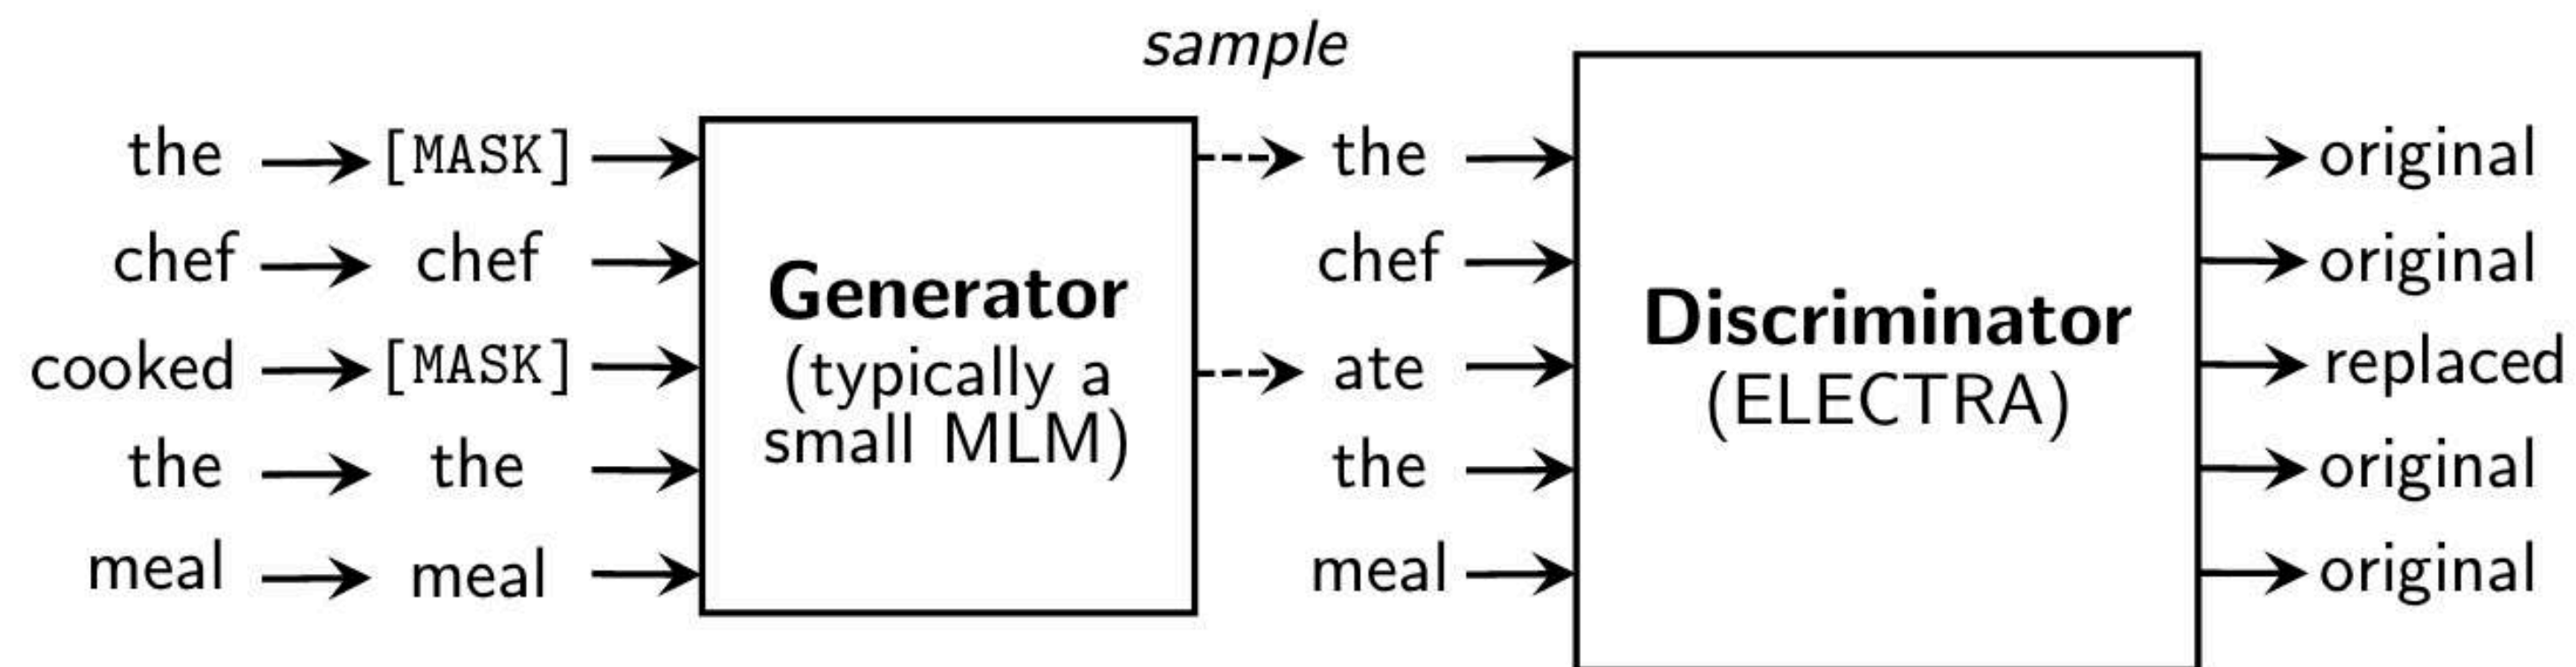 sample
the [MASK] the original
chef chef chef original
Generator
cooked [MASK] (typically a ate Discriminator replaced
small MLM) (ELECTRA)
the the the original
meal meal meal original